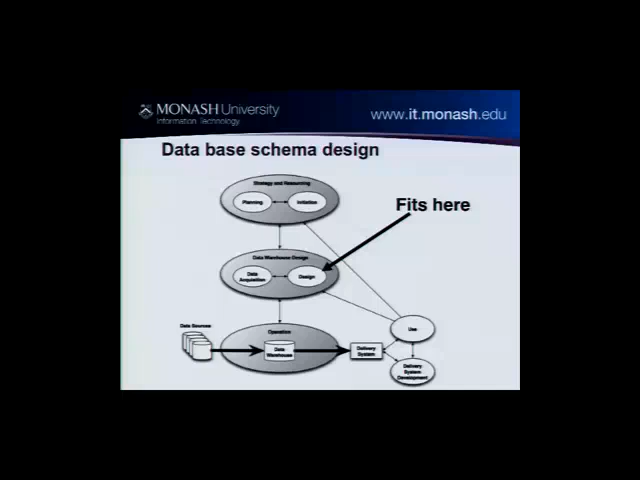 MONASH University
Information Technology
www.it.monash.edu
Data base schema design
Strategy and Resourcing
Planning
Initiation
Fits here
Data Warehouse Design
Data
Acquisition
Design
Data Sources
Operation
Data
Warehouse
Delivery
System
Use
Delivery
System
Development